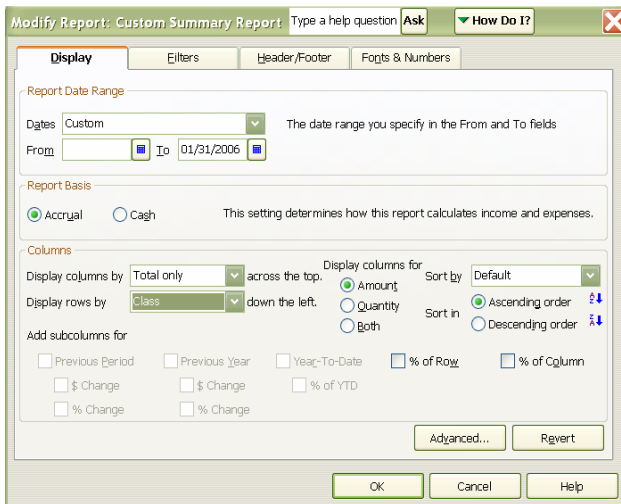 Modify Report: Custom Summary Report Type a help question Ask How Do I?
Display Filters Header/Footer Fonts & Numbers
Report Date Range
Dates Custom The date range you specify in the From and To fields
From To 01/31/2006
Report Basis
Accrual Cash This setting determines how this report calculates income and expenses.
Columns
Display columns by Total only across the top.
Display rows by Class down the left.
Display columns for
Amount
Quantity
Both
Sort by Default
Sort in Ascending order
Descending order
Add subcolumns for
Previous Period Previous Year Year-To-Date % of Row % of Column
$ Change $ Change % of YTD
% Change % Change
Advanced... Revert
OK Cancel Help